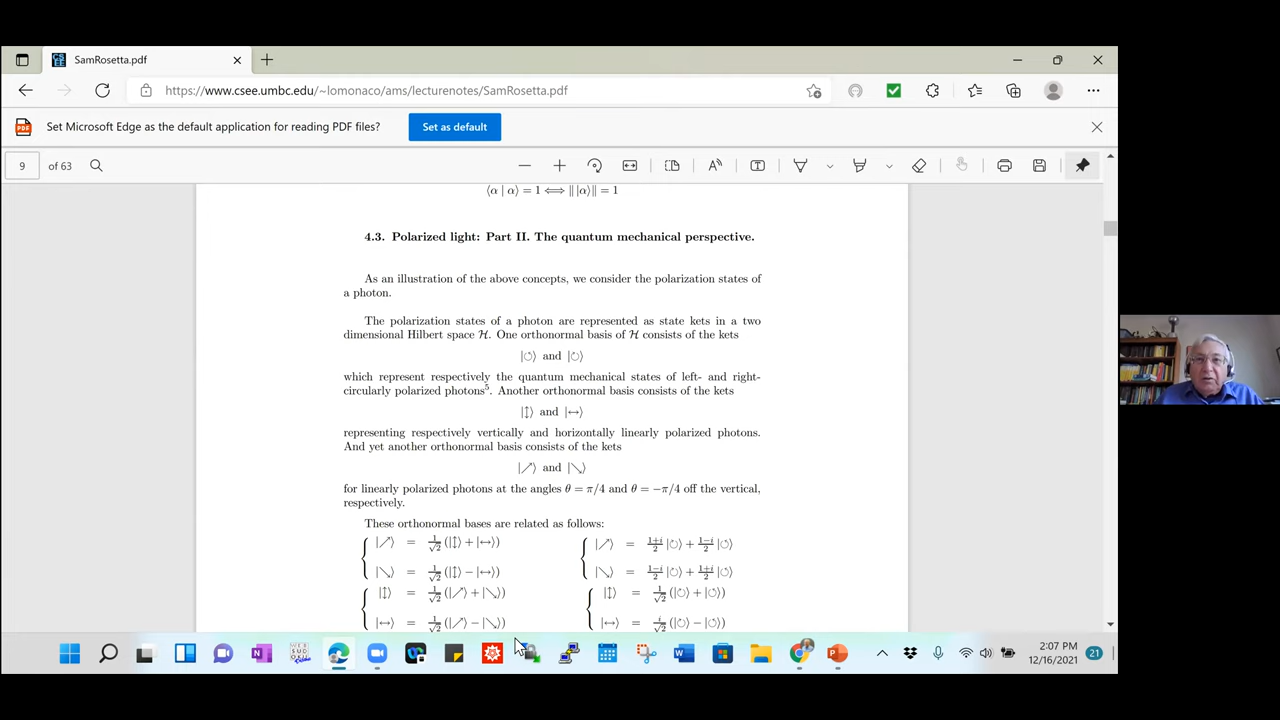 SamRosetta.pdf
https://www.csee.umbc.edu/~lomonaco/ams/lecturenotes/SamRosetta.pdf
PDF Set Microsoft Edge as the default application for reading PDF files? Set as default
9 of 63
⟨α | α⟩ = 1 ⟺ ‖ |α⟩‖ = 1
4.3. Polarized light: Part II. The quantum mechanical perspective.
As an illustration of the above concepts, we consider the polarization states of
a photon.
The polarization states of a photon are represented as state kets in a two
dimensional Hilbert space ℋ. One orthonormal basis of ℋ consists of the kets
|↺⟩ and |↻⟩
which represent respectively the quantum mechanical states of left- and right-
circularly polarized photons⁵. Another orthonormal basis consists of the kets
|↕⟩ and |↔⟩
representing respectively vertically and horizontally linearly polarized photons.
And yet another orthonormal basis consists of the kets
|↗⟩ and |↘⟩
for linearly polarized photons at the angles θ = π/4 and θ = −π/4 off the vertical,
respectively.
These orthonormal bases are related as follows:
|↗⟩ = 1/√2 (|↕⟩ + |↔⟩) |↗⟩ = 1+i/2 |↻⟩ + 1−i/2 |↺⟩
|↘⟩ = 1/√2 (|↕⟩ − |↔⟩) |↘⟩ = 1−i/2 |↻⟩ + 1+i/2 |↺⟩
|↕⟩ = 1/√2 (|↗⟩ + |↘⟩) |↕⟩ = 1/√2 (|↻⟩ + |↺⟩)
|↔⟩ = 1/√2 (|↗⟩ − |↘⟩) |↔⟩ = i/√2 (|↻⟩ − |↺⟩)
2:07 PM
12/16/2021
21